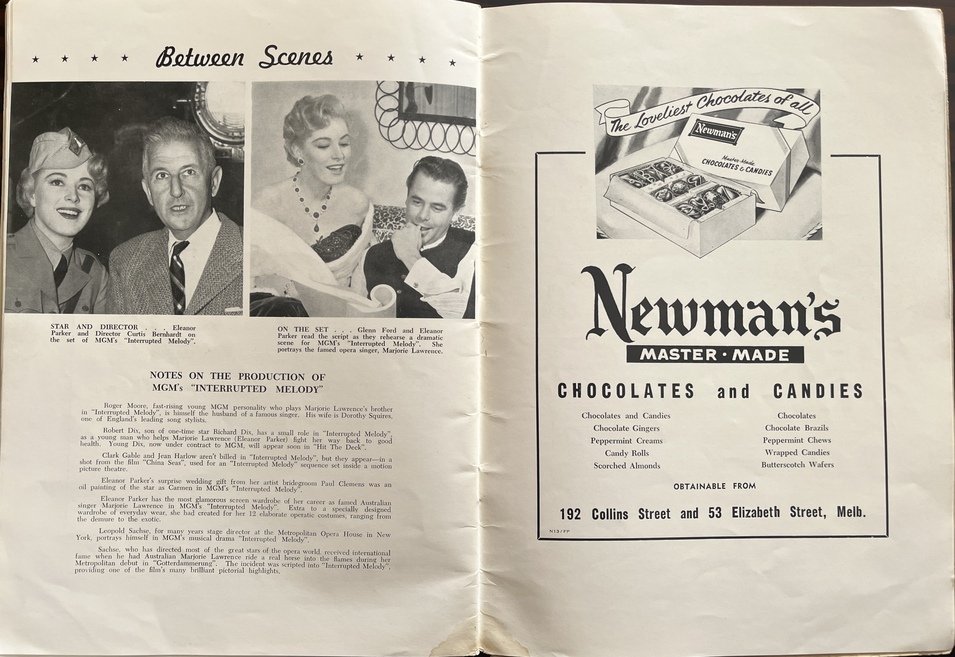 Between Scenes
STAR AND DIRECTOR . . . Eleanor
Parker and Director Curtis Bernhardt on
the set of MGM's "Interrupted Melody".
ON THE SET . . . Glenn Ford and Eleanor
Parker read the script as they rehearse a dramatic
scene for MGM's "Interrupted Melody". She
portrays the famed opera singer, Marjorie Lawrence.
NOTES ON THE PRODUCTION OF
MGM's "INTERRUPTED MELODY"
Roger Moore, fast-rising young MGM personality who plays Marjorie Lawrence's brother
in "Interrupted Melody", is himself the husband of a famous singer. His wife is Dorothy Squires,
one of England's leading song stylists.
Robert Dix, son of one-time star Richard Dix, has a small role in "Interrupted Melody",
as a young man who helps Marjorie Lawrence (Eleanor Parker) fight her way back to good
health. Young Dix, now under contract to MGM, will appear soon in "Hit The Deck".
Clark Gable and Jean Harlow aren't billed in "Interrupted Melody", but they appear—in a
shot from the film "China Seas", used for an "Interrupted Melody" sequence set inside a motion
picture theatre.
Eleanor Parker's surprise wedding gift from her artist bridegroom Paul Clemens was an
oil painting of the star as Carmen in MGM's "Interrupted Melody".
Eleanor Parker has the most glamorous screen wardrobe of her career as famed Australian
singer Marjorie Lawrence in MGM's "Interrupted Melody". Extra to a specially designed
wardrobe of everyday wear, she had created for her 12 elaborate operatic costumes, ranging from
the demure to the exotic.
Leopold Sachse, for many years stage director at the Metropolitan Opera House in New
York, portrays himself in MGM's musical drama "Interrupted Melody".
Sachse, who has directed most of the great stars of the opera world, received international
fame when he had Australian Marjorie Lawrence ride a real horse into the flames during her
Metropolitan debut in "Gotterdammerung". The incident was scripted into "Interrupted Melody",
providing one of the film's many brilliant pictorial highlights.
The Loveliest Chocolates of all
Newman's
Master-Made
CHOCOLATES & CANDIES
Newman's
MASTER·MADE
CHOCOLATES and CANDIES
Chocolates and Candies
Chocolate Gingers
Peppermint Creams
Candy Rolls
Scorched Almonds
Chocolates
Chocolate Brazils
Peppermint Chews
Wrapped Candies
Butterscotch Wafers
OBTAINABLE FROM
192 Collins Street and 53 Elizabeth Street, Melb.